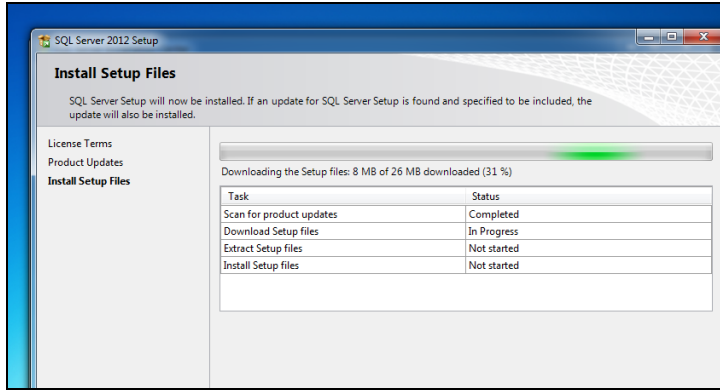 SQL Server 2012 Setup
Install Setup Files
SQL Server Setup will now be installed. If an update for SQL Server Setup is found and specified to be included, the
update will also be installed.
License Terms
Product Updates
Install Setup Files
Downloading the Setup files: 8 MB of 26 MB downloaded (31 %)
Task Status
Scan for product updates Completed
Download Setup files In Progress
Extract Setup files Not started
Install Setup files Not started